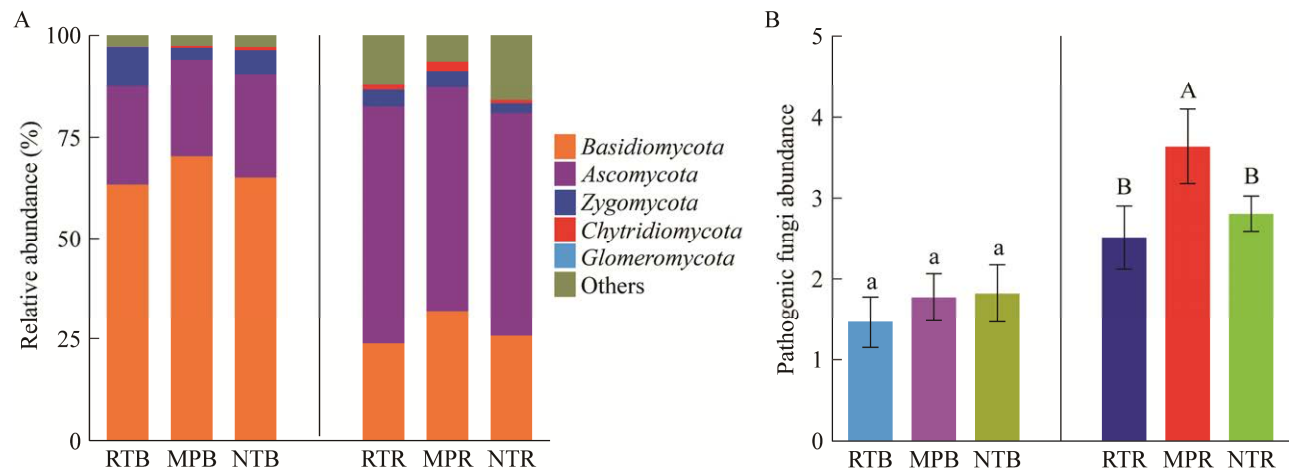 A
Relative abundance (%)
100
75
50
25
0
RTB MPB NTB RTR MPR NTR
Basidiomycota
Ascomycota
Zygomycota
Chytridiomycota
Glomeromycota
Others
B
Pathogenic fungi abundance
5
4
3
2
1
0
a a a B A B
RTB MPB NTB RTR MPR NTR